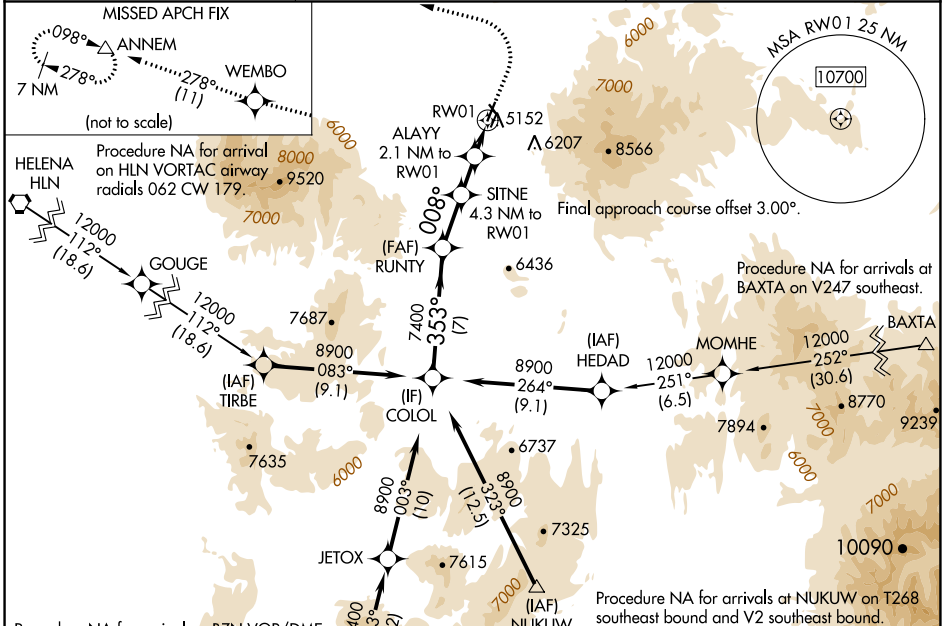 MISSED APCH FIX
098°
ANNEM
278°
7 NM
278°
(11)
WEMBO
(not to scale)
6000
7000
MSA RW01 25 NM
10700
RW01
5152
6207
8566
ALAYY
2.1 NM to
RW01
SITNE
4.3 NM to
RW01
Final approach course offset 3.00°.
6000
8000
9520
7000
Procedure NA for arrival
on HLN VORTAC airway
radials 062 CW 179.
HELENA
HLN
12000
112°
(18.6)
GOUGE
12000
112°
(18.6)
008°
(FAF)
RUNTY
6436
7687
7400
353°
(7)
Procedure NA for arrivals at
BAXTA on V247 southeast.
BAXTA
12000
252°
(30.6)
MOMHE
12000
251°
(6.5)
(IAF)
HEDAD
8900
264°
(9.1)
8900
083°
(9.1)
(IAF)
TIRBE
(IF)
COLOL
8770
9239
7894
7000
6000
7000
7635
6000
6737
8900
003°
(10)
8900
323°
(12.5)
7325
10090
JETOX
7615
7000
(IAF)
NUKUW
Procedure NA for arrivals at NUKUW on T268
southeast bound and V2 southeast bound.